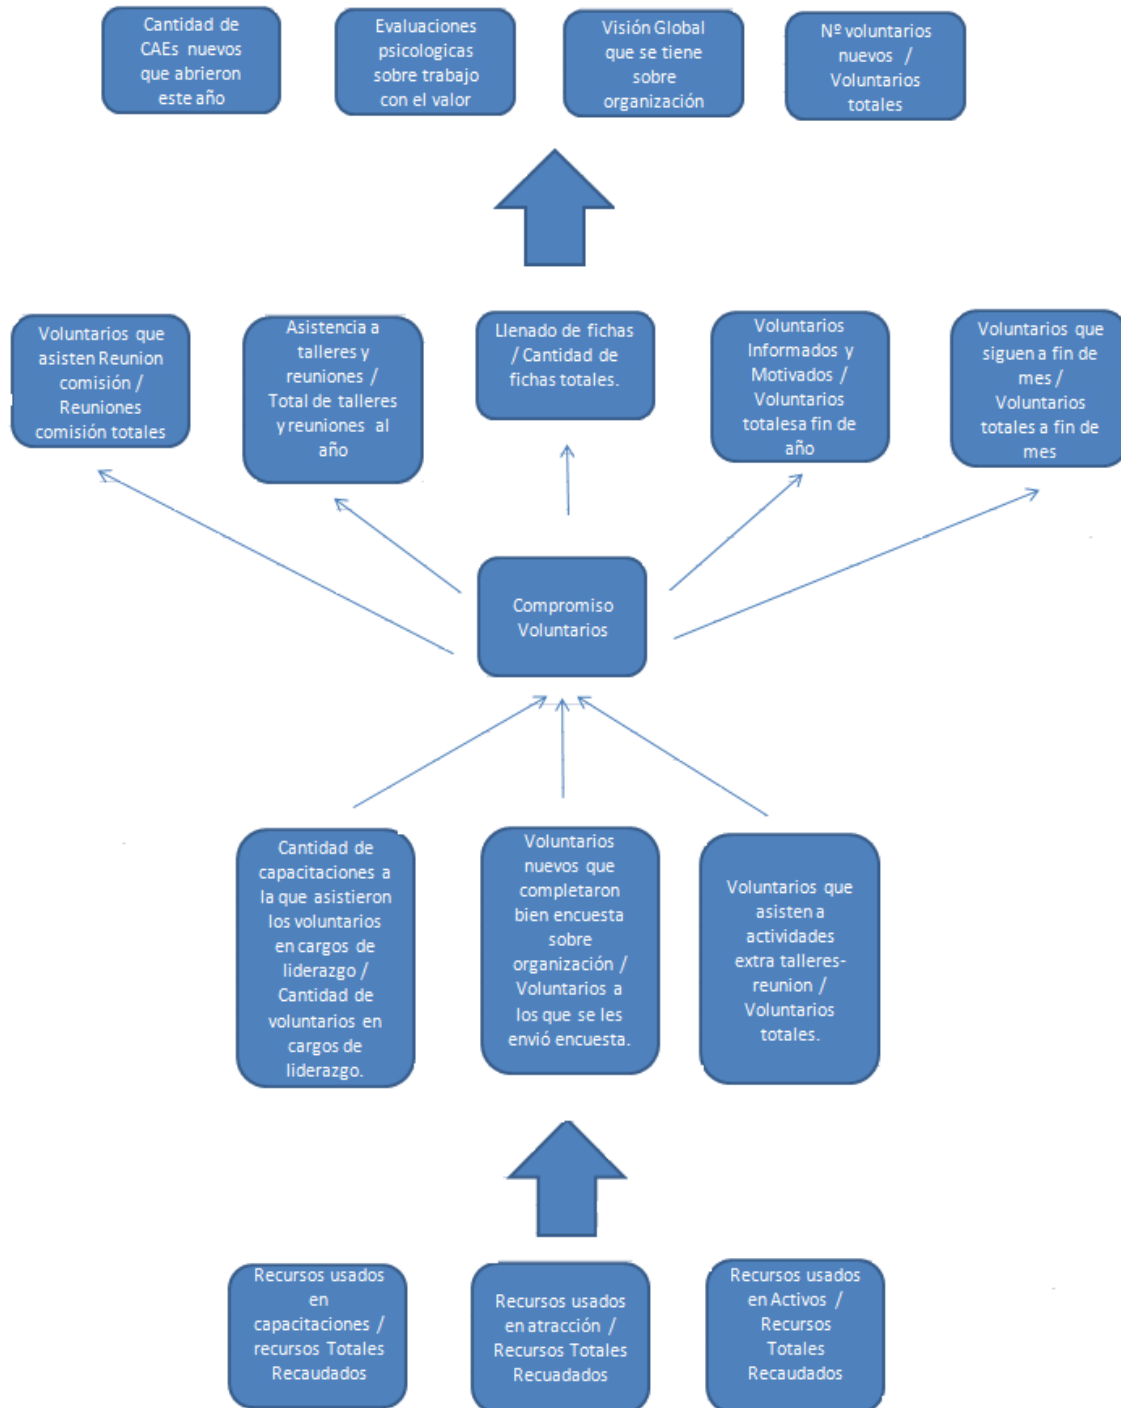 Cantidad de
CAEs nuevos
que abrieron
este año
Evaluaciones
psicologicas
sobre trabajo
con el valor
Visión Global
que se tiene
sobre
organización
Nº voluntarios
nuevos /
Voluntarios
totales
Voluntarios que
asisten Reunion
comisión /
Reuniones
comisión totales
Asistencia a
talleres y
reuniones /
Total de talleres
y reuniones al
año
Llenado de fichas
/ Cantidad de
fichas totales.
Voluntarios
Informados y
Motivados /
Voluntarios
totalesa fin de
año
Voluntarios que
siguen a fin de
mes /
Voluntarios
totales a fin de
mes
Compromiso
Voluntarios
Cantidad de
capacitaciones a
la que asistieron
los voluntarios
en cargos de
liderazgo /
Cantidad de
voluntarios en
cargos de
liderazgo.
Voluntarios
nuevos que
completaron
bien encuesta
sobre
organización /
Voluntarios a
los que se les
envió encuesta.
Voluntarios que
asisten a
actividades
extra talleres-
reunion /
Voluntarios
totales.
Recursos usados
en
capacitaciones /
recursos Totales
Recaudados
Recursos usados
en atracción /
Recursos Totales
Recuadados
Recursos usados
en Activos /
Recursos
Totales
Recaudados